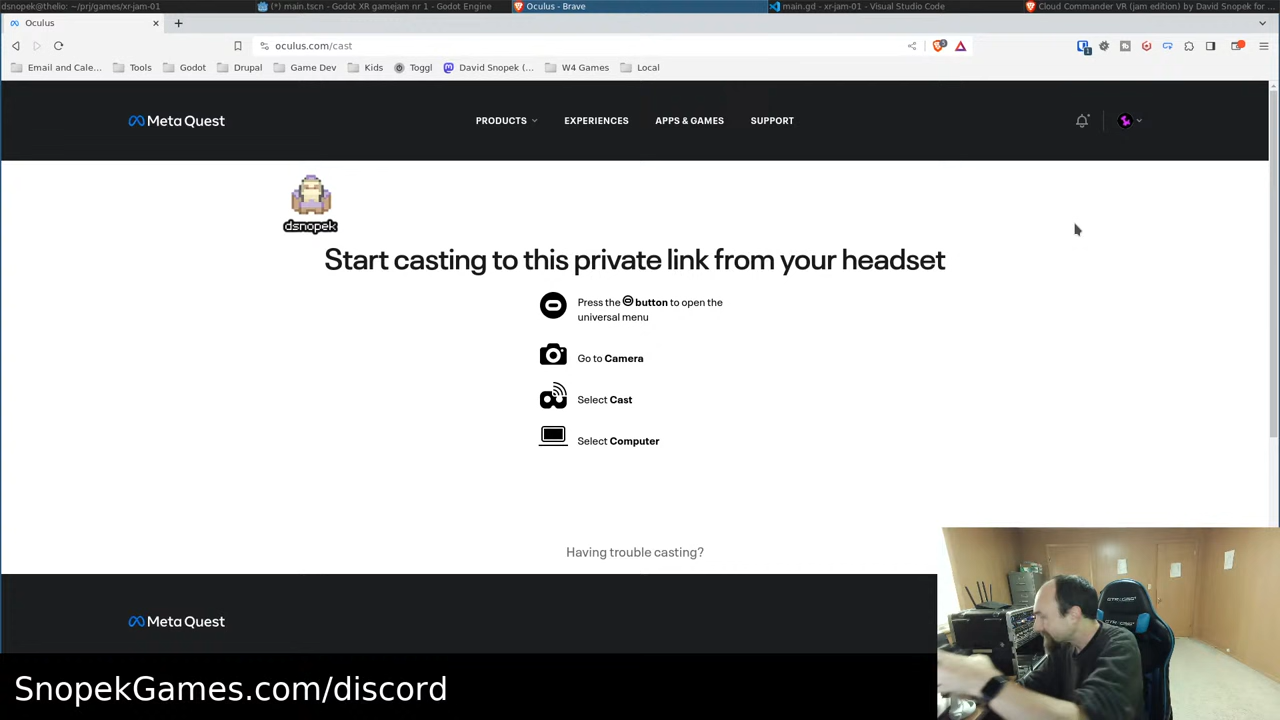 dsnopek@thelio: ~/prj/games/xr-jam-01
(*) main.tscn - Godot XR gamejam nr 1 - Godot Engine
Oculus - Brave
main.gd - xr-jam-01 - Visual Studio Code
Cloud Commander VR (jam edition) by David Snopek for ...
Oculus
oculus.com/cast
Email and Cale...
Tools
Godot
Drupal
Game Dev
Kids
Toggl
David Snopek (...
W4 Games
Local
Meta Quest
PRODUCTS
EXPERIENCES
APPS & GAMES
SUPPORT
dsnopek
Start casting to this private link from your headset
Press the button to open the
universal menu
Go to Camera
Select Cast
Select Computer
Having trouble casting?
Meta Quest
SnopekGames.com/discord